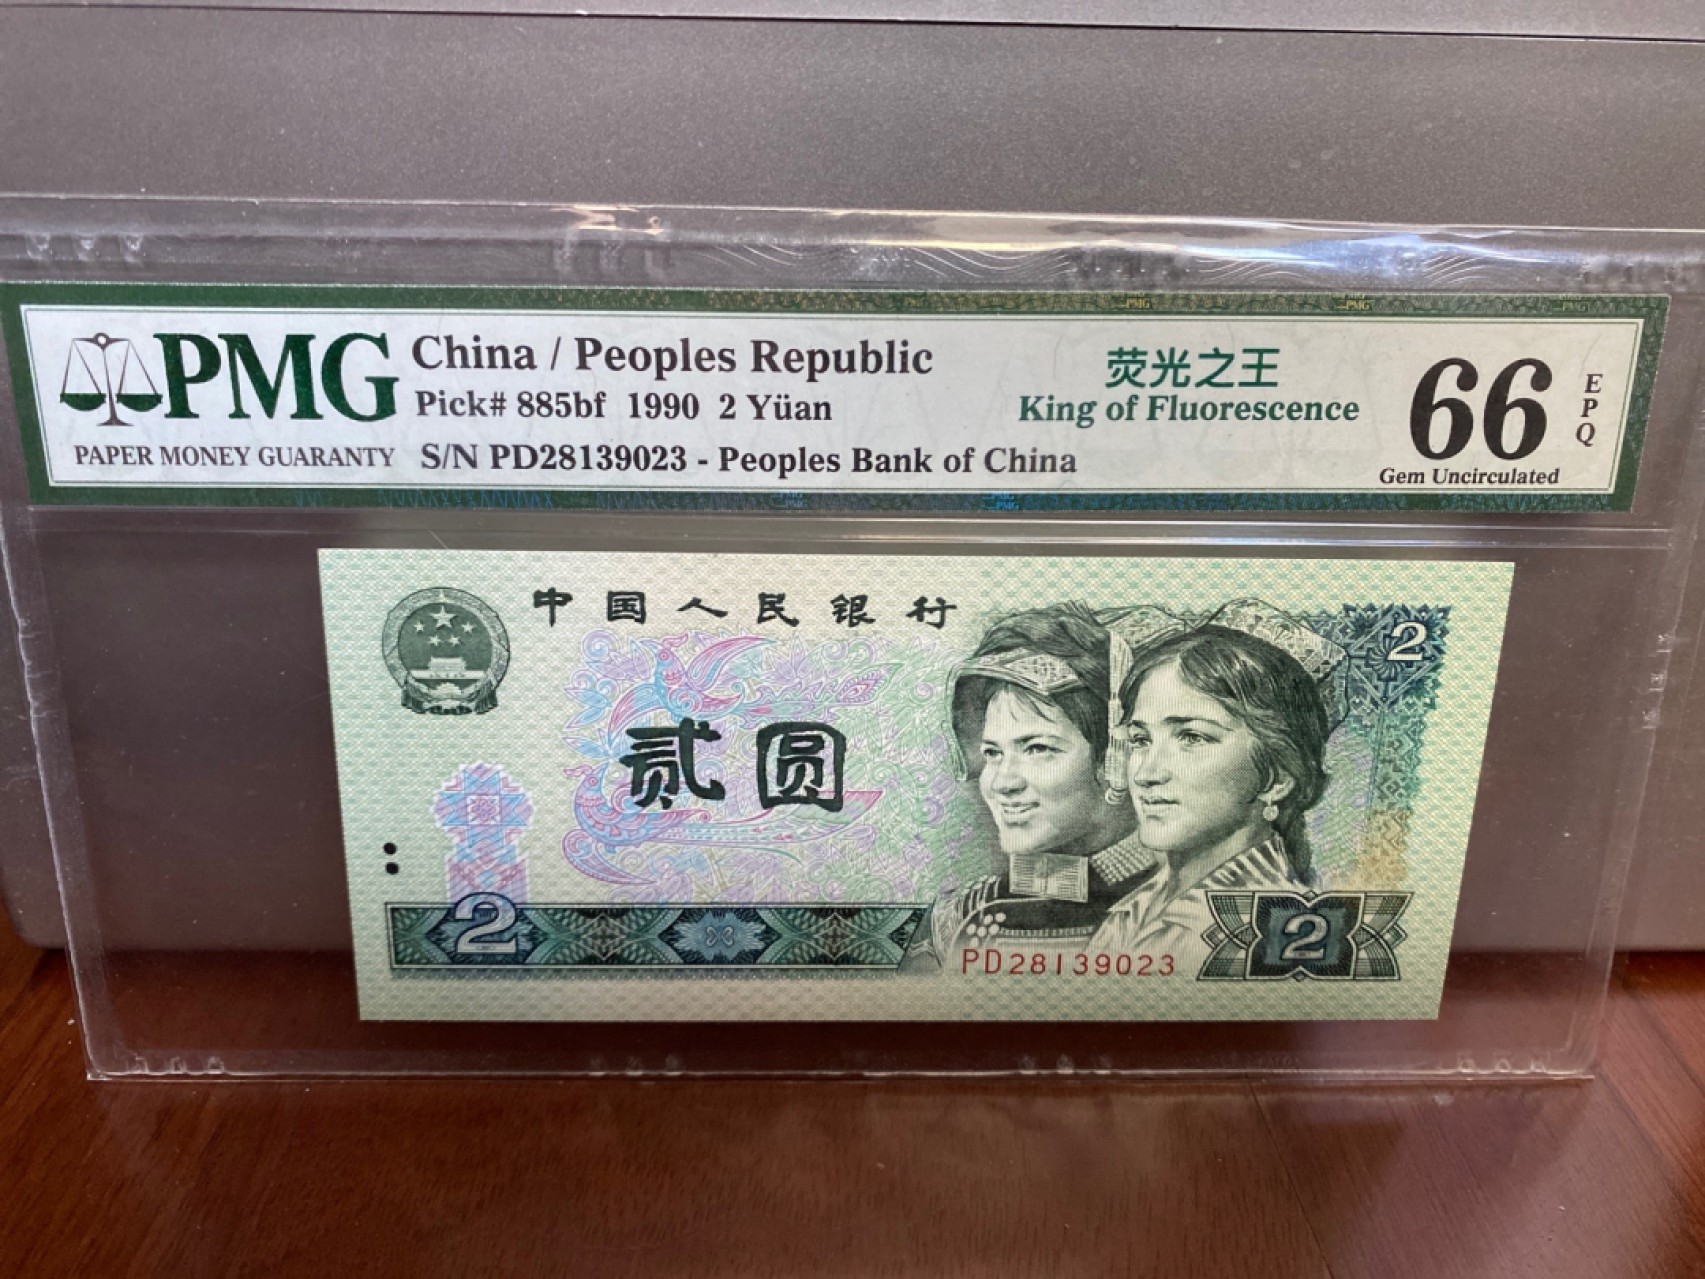 PMG
PAPER MONEY GUARANTY
China / Peoples Republic
Pick# 885bf 1990 2 Yüan
S/N PD28139023 - Peoples Bank of China
荧光之王
King of Fluorescence
66
EPQ
Gem Uncirculated
中国人民银行
2
贰圆
2
PD28139023
2